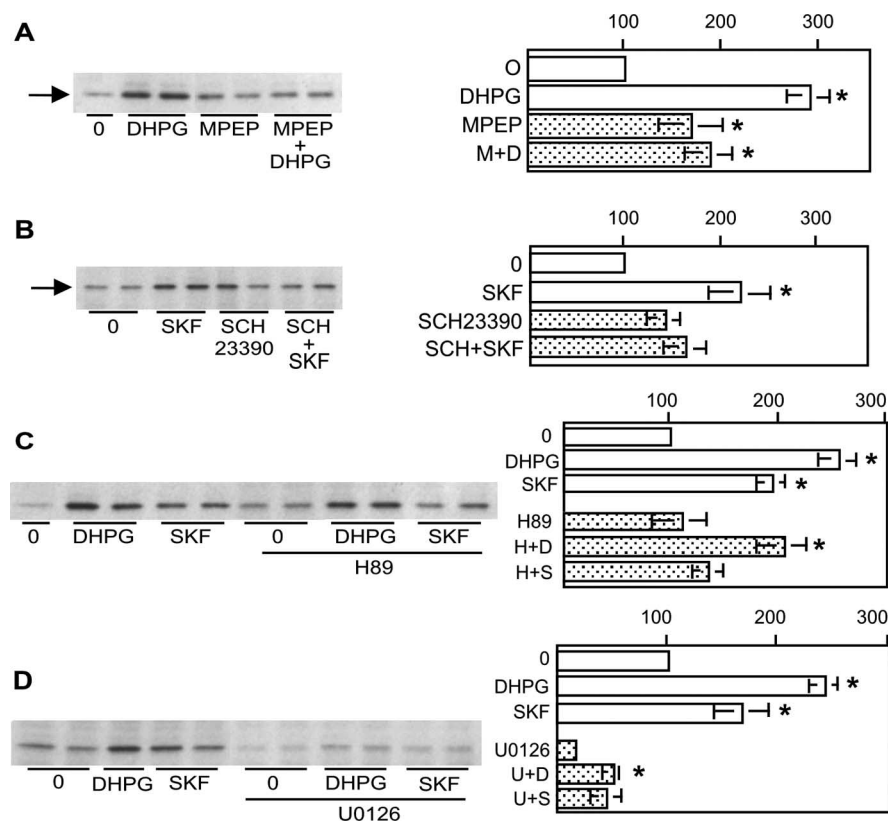 A
0 DHPG MPEP MPEP
+
DHPG
100 200 300
O
DHPG *
MPEP *
M+D *
B
0 SKF SCH SCH
23390 +
SKF
100 200 300
0
SKF *
SCH23390
SCH+SKF
C
0 DHPG SKF 0 DHPG SKF
H89
100 200 300
0
DHPG *
SKF *
H89
H+D *
H+S
D
0 DHPG SKF 0 DHPG SKF
U0126
100 200 300
0
DHPG *
SKF *
U0126
U+D *
U+S